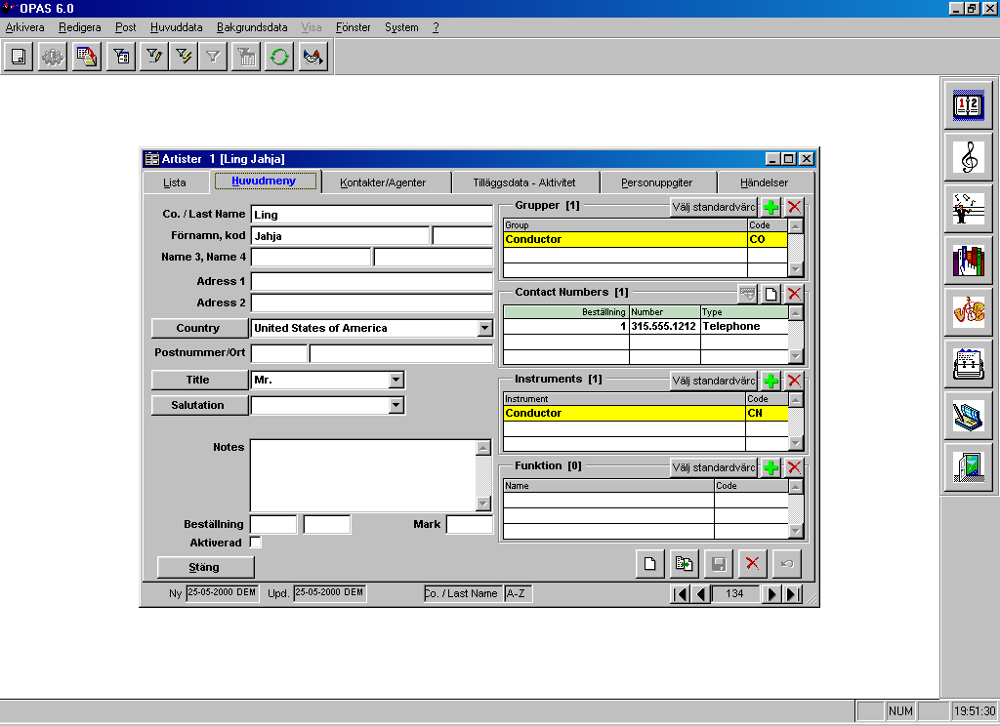 OPAS 6.0
Arkivera Redigera Post Huvuddata Bakgrundsdata Visa Fönster System ?
1 2
Artister 1 [Ling Jahja]
Lista Huvudmeny Kontakter/Agenter Tilläggsdata - Aktivitet Personuppgiter Händelser
Co. / Last Name Ling
Förnamn, kod Jahja
Name 3, Name 4
Adress 1
Adress 2
Country United States of America
Postnummer/Ort
Title Mr.
Salutation
Notes
Beställning Mark
Aktiverad
Stäng
Grupper [1] Välj standardvärc
Group Code
Conductor CO
Contact Numbers [1]
Beställning Number Type
1 315.555.1212 Telephone
Instruments [1] Välj standardvärc
Instrument Code
Conductor CN
Funktion [0] Välj standardvärc
Name Code
Ny 25-05-2000 DEM Upd. 25-05-2000 DEM Co. / Last Name A-Z 134
NUM 19:51:30